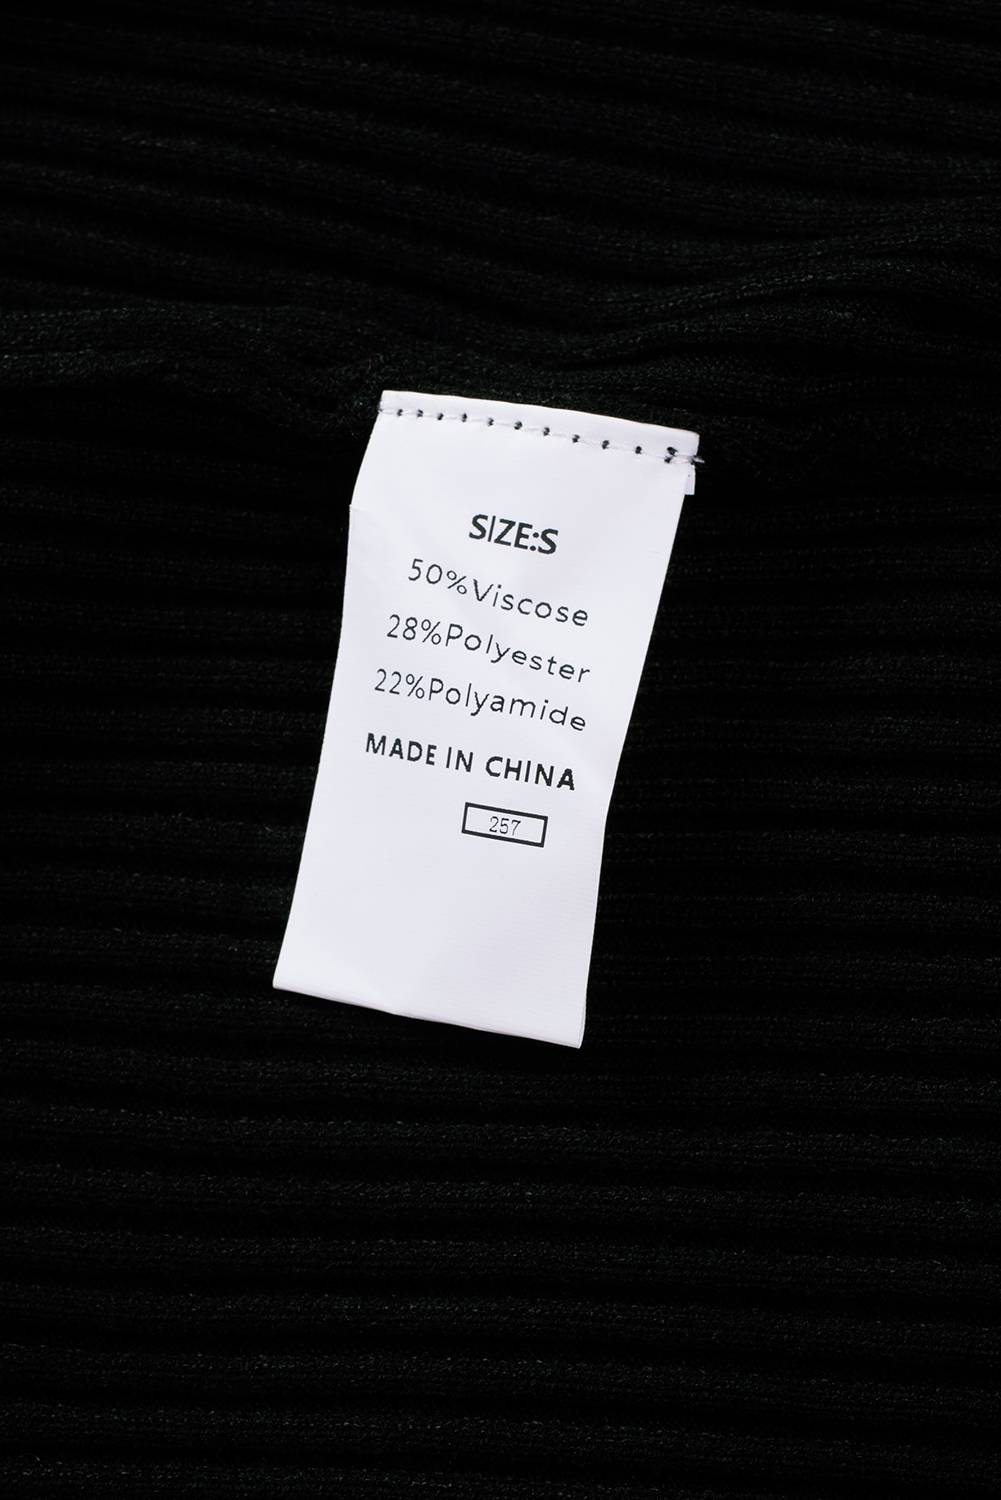 SIZE:S
50%Viscose
28%Polyester
22%Polyamide
MADE IN CHINA
257